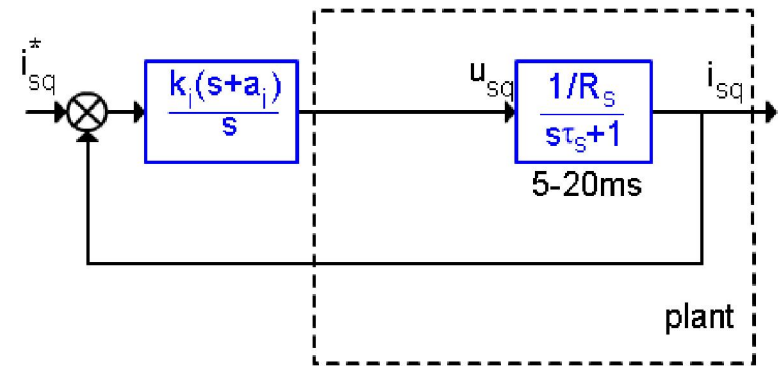 i*sq
ki(s+ai)
s
usq
1/Rs
sτs+1
5-20ms
isq
plant